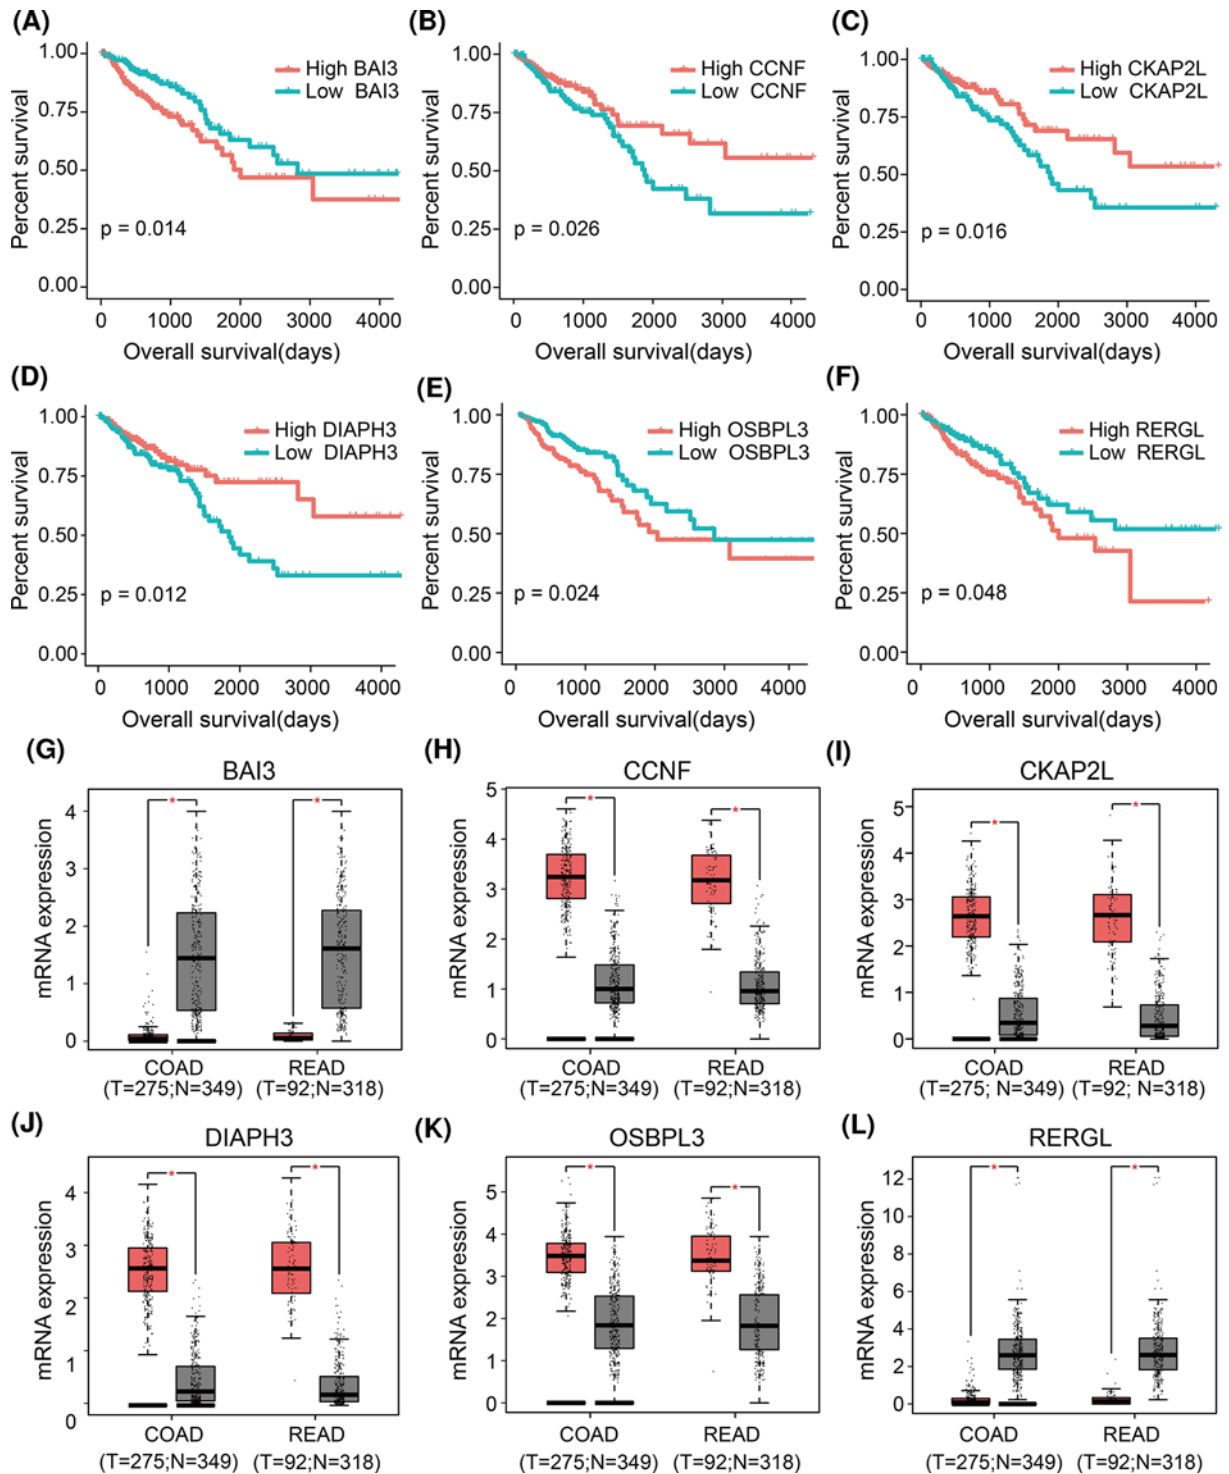 (A)
1.00
0.75
0.50
0.25
0.00
Percent survival
High BAI3
Low BAI3
p = 0.014
0 1000 2000 3000 4000
Overall survival(days)
(B)
1.00
0.75
0.50
0.25
0.00
Percent survival
High CCNF
Low CCNF
p = 0.026
0 1000 2000 3000 4000
Overall survival(days)
(C)
1.00
0.75
0.50
0.25
0.00
Percent survival
High CKAP2L
Low CKAP2L
p = 0.016
0 1000 2000 3000 4000
Overall survival(days)
(D)
1.00
0.75
0.50
0.25
0.00
Percent survival
High DIAPH3
Low DIAPH3
p = 0.012
0 1000 2000 3000 4000
Overall survival(days)
(E)
1.00
0.75
0.50
0.25
0.00
Percent survival
High OSBPL3
Low OSBPL3
p = 0.024
0 1000 2000 3000 4000
Overall survival(days)
(F)
1.00
0.75
0.50
0.25
0.00
Percent survival
High RERGL
Low RERGL
p = 0.048
0 1000 2000 3000 4000
Overall survival(days)
(G)
BAI3
4
3
2
1
0
mRNA expression
* *
COAD READ
(T=275;N=349) (T=92;N=318)
(H)
CCNF
5
4
3
2
1
0
mRNA expression
* *
COAD READ
(T=275;N=349) (T=92;N=318)
(I)
CKAP2L
5
4
3
2
1
0
mRNA expression
* *
COAD READ
(T=275; N=349) (T=92; N=318)
(J)
DIAPH3
4
3
2
1
0
mRNA expression
* *
COAD READ
(T=275;N=349) (T=92;N=318)
(K)
OSBPL3
5
4
3
2
1
0
mRNA expression
* *
COAD READ
(T=275;N=349) (T=92;N=318)
(L)
RERGL
12
10
8
6
4
2
0
mRNA expression
* *
COAD READ
(T=275;N=349) (T=92;N=318)